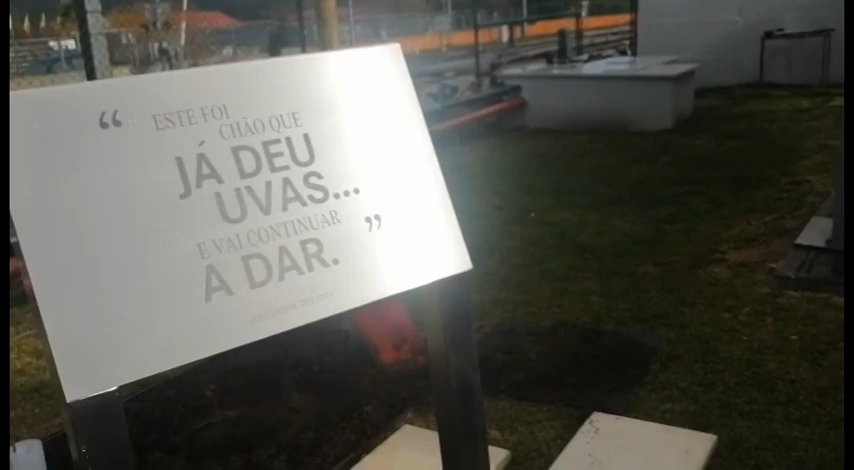 “ ESTE FOI
CHÃO QUE
JÁ DEU
UVAS...
E VAI CONTINUAR ”
A DAR.